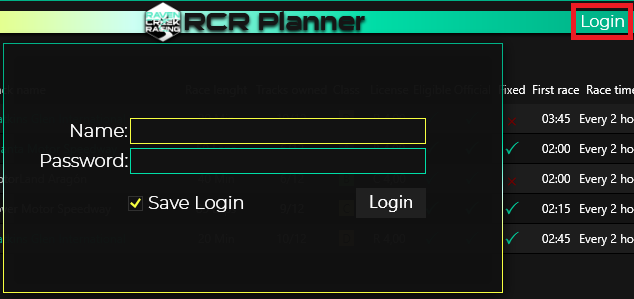 RAVEN
CREEK
RACING
RCR Planner
Login
Fixed First race Race time
Name:
03:45 Every 2 ho
Password:
02:00 Every 2 ho
02:00 Every 2 ho
Save Login
Login
02:15 Every 2 ho
02:45 Every 2 ho